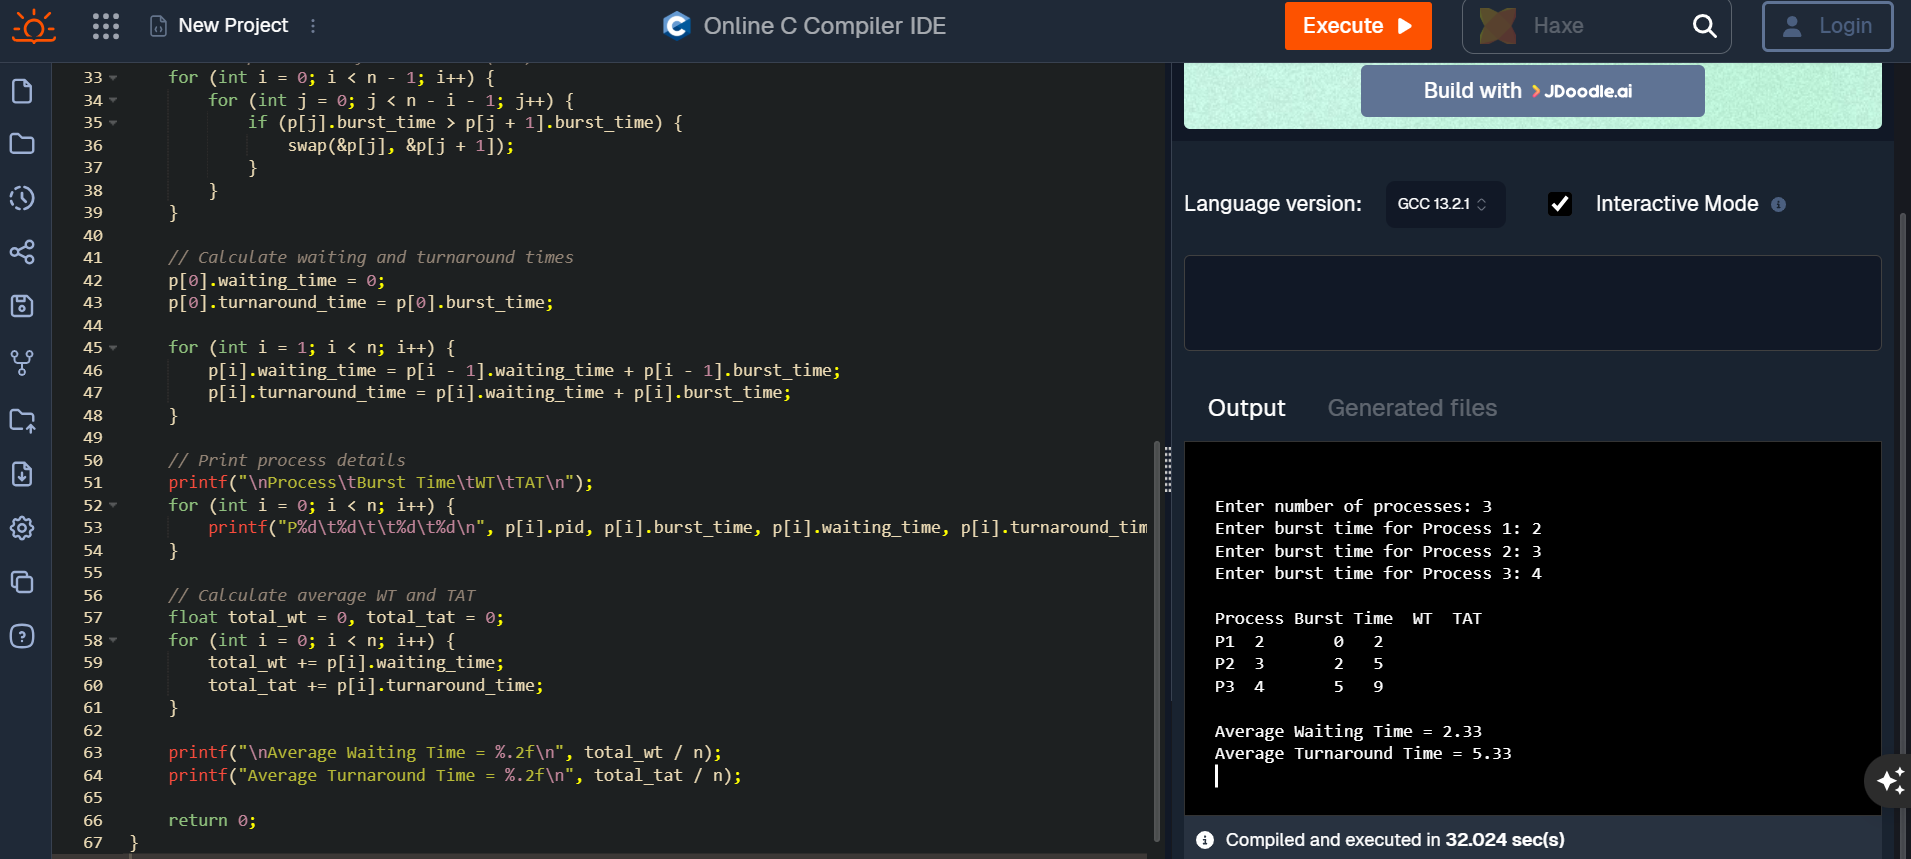 New Project
Online C Compiler IDE
Execute
Haxe
Login
33 for (int i = 0; i < n - 1; i++) {
34 for (int j = 0; j < n - i - 1; j++) {
35 if (p[j].burst_time > p[j + 1].burst_time) {
36 swap(&p[j], &p[j + 1]);
37 }
38 }
39 }
40
41 // Calculate waiting and turnaround times
42 p[0].waiting_time = 0;
43 p[0].turnaround_time = p[0].burst_time;
44
45 for (int i = 1; i < n; i++) {
46 p[i].waiting_time = p[i - 1].waiting_time + p[i - 1].burst_time;
47 p[i].turnaround_time = p[i].waiting_time + p[i].burst_time;
48 }
49
50 // Print process details
51 printf("\nProcess\tBurst Time\tWT\tTAT\n");
52 for (int i = 0; i < n; i++) {
53 printf("P%d\t%d\t\t%d\t%d\n", p[i].pid, p[i].burst_time, p[i].waiting_time, p[i].turnaround_tim
54 }
55
56 // Calculate average WT and TAT
57 float total_wt = 0, total_tat = 0;
58 for (int i = 0; i < n; i++) {
59 total_wt += p[i].waiting_time;
60 total_tat += p[i].turnaround_time;
61 }
62
63 printf("\nAverage Waiting Time = %.2f\n", total_wt / n);
64 printf("Average Turnaround Time = %.2f\n", total_tat / n);
65
66 return 0;
67 }
Build with JDoodle.ai
Language version: GCC 13.2.1 Interactive Mode
Output Generated files
Enter number of processes: 3
Enter burst time for Process 1: 2
Enter burst time for Process 2: 3
Enter burst time for Process 3: 4
Process Burst Time WT TAT
P1 2 0 2
P2 3 2 5
P3 4 5 9
Average Waiting Time = 2.33
Average Turnaround Time = 5.33
Compiled and executed in 32.024 sec(s)